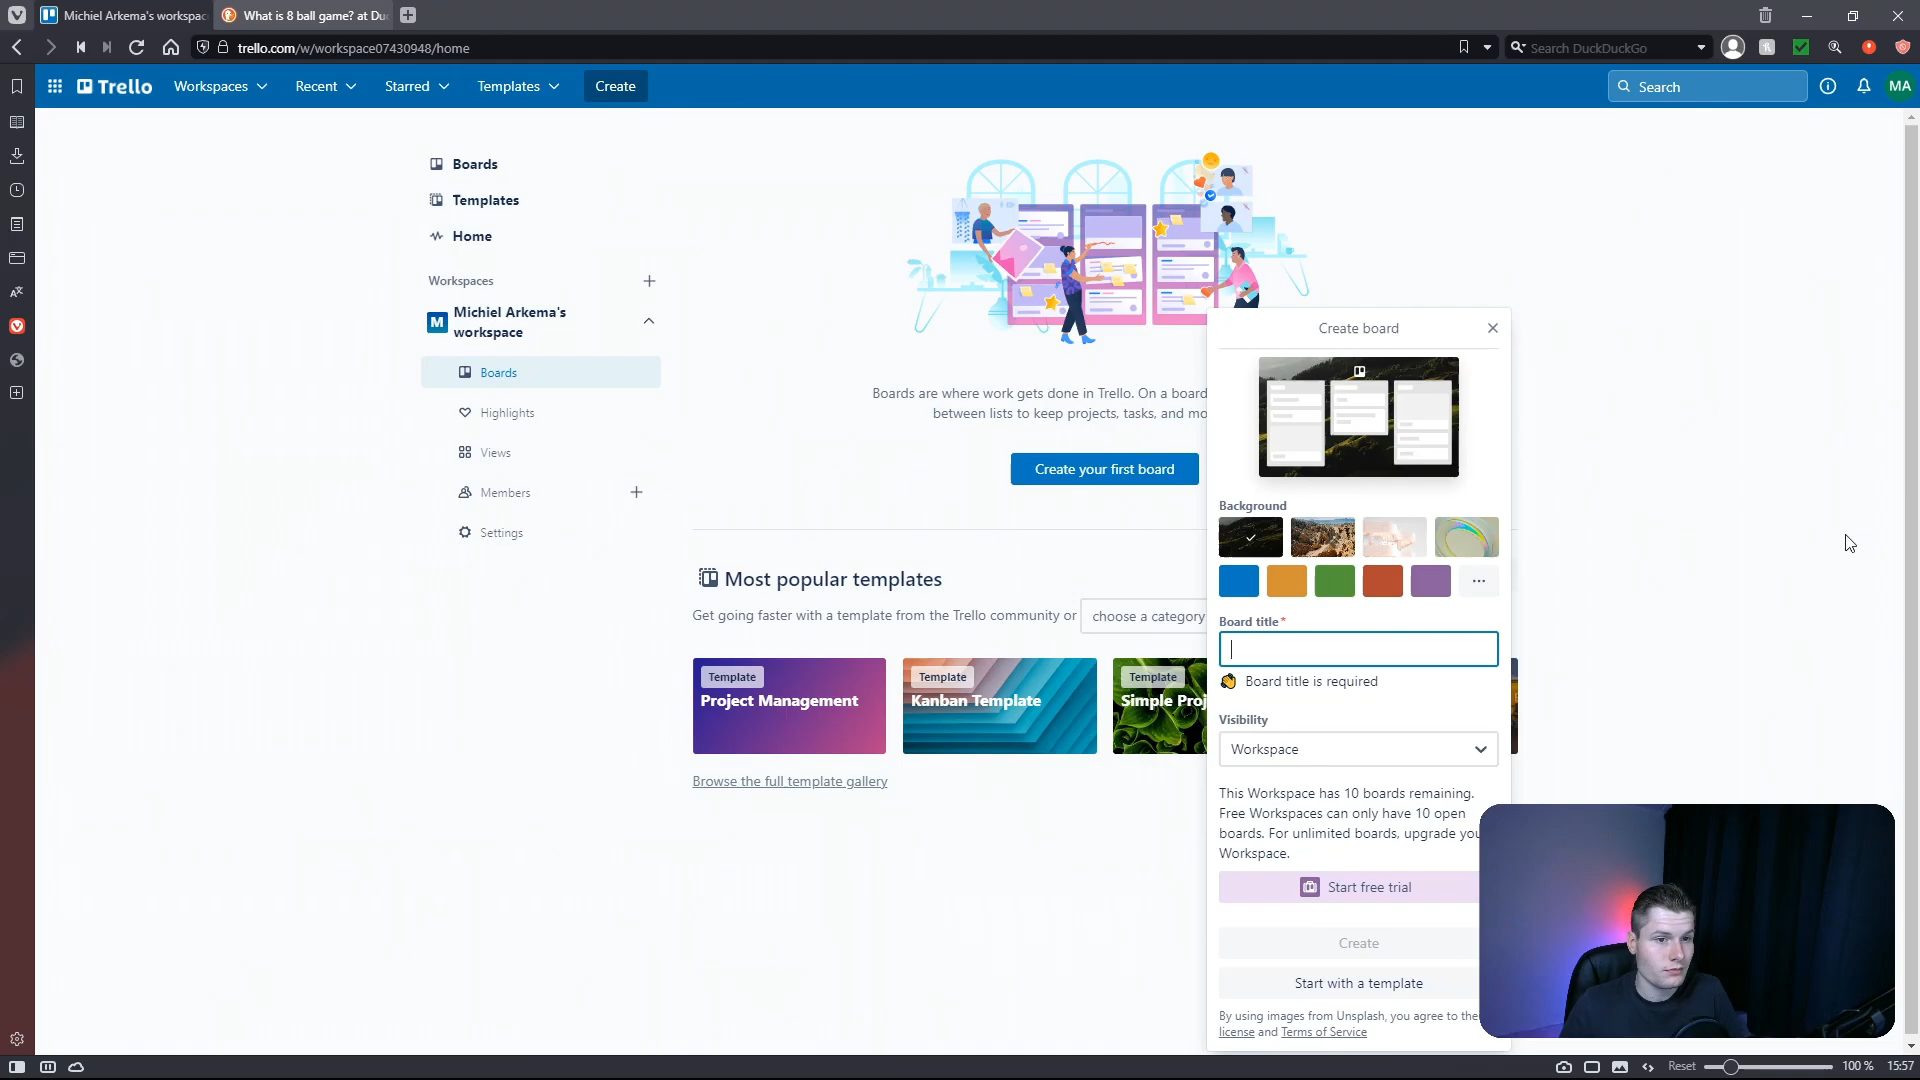 Michiel Arkema's workspac
What is 8 ball game? at Du
trello.com/w/workspace07430948/home
Search DuckDuckGo
Trello
Workspaces
Recent
Starred
Templates
Create
Search
MA
Boards
Templates
Home
Workspaces
M
Michiel Arkema's
workspace
Boards
Highlights
Views
Members
Settings
Boards are where work gets done in Trello. On a board
between lists to keep projects, tasks, and mo
Create your first board
Most popular templates
Get going faster with a template from the Trello community or
choose a category
Template
Project Management
Template
Kanban Template
Template
Simple Proj
Browse the full template gallery
Create board
Background
Board title*
Board title is required
Visibility
Workspace
This Workspace has 10 boards remaining.
Free Workspaces can only have 10 open
boards. For unlimited boards, upgrade you
Workspace.
Start free trial
Create
Start with a template
By using images from Unsplash, you agree to the
license and Terms of Service
Reset
100 %
15:57